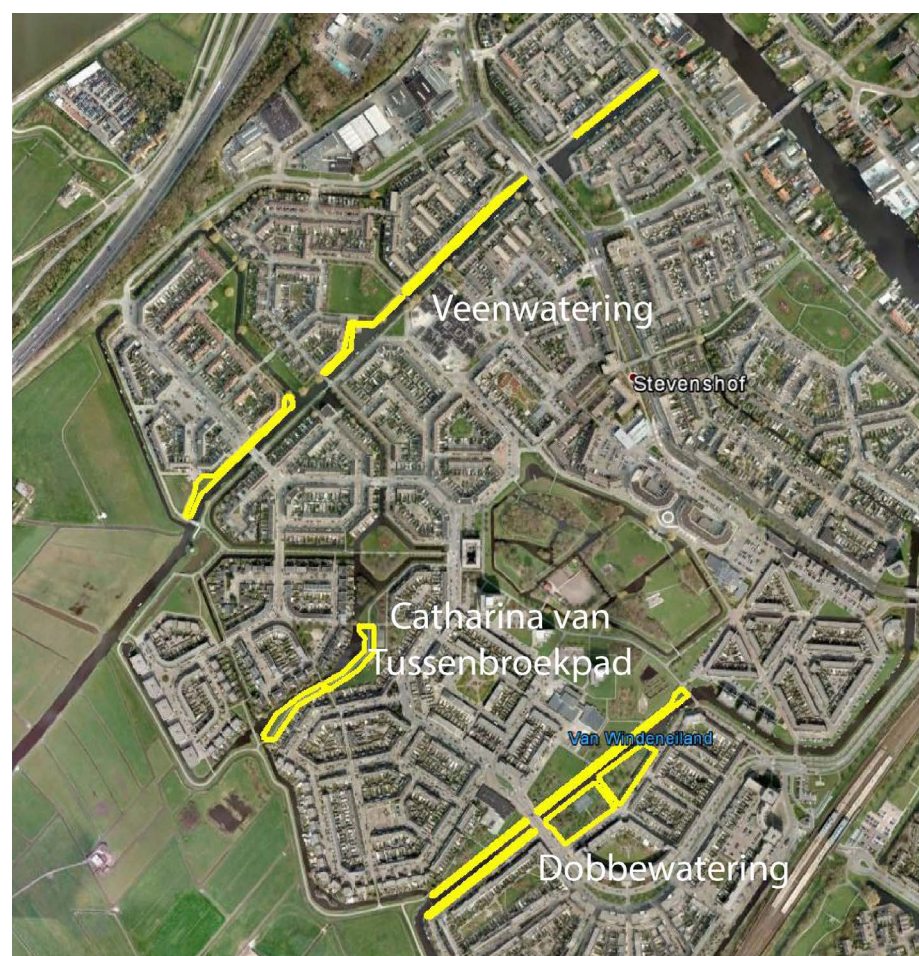 Veenwatering
Stevenshof
Catharina van
Tussenbroekpad
Van Windeneiland
Dobbewatering